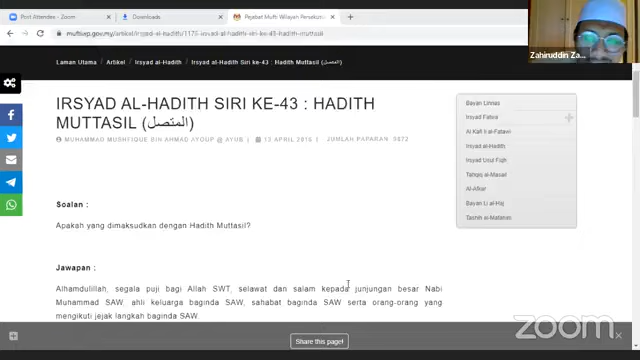 Post Attendee - Zoom
Downloads
Pejabat Mufti Wilayah Persekutu
muftiwp.gov.my/artikel/irsyad-al-hadith/1176-irsyad-al-hadith-siri-ke-43-hadith-muttasil
Zahiruddin Za...
Laman Utama / Artikel / Irsyad al-Hadith / Irsyad al-Hadith Siri Ke-43 : Hadith Muttasil (المتصل)
IRSYAD AL-HADITH SIRI KE-43 : HADITH
MUTTASIL (المتصل)
MUHAMMAD MUSHTIQUE BIN AHMAD AYOUP @ AYUB | 13 APRIL 2016 | JUMLAH PAPARAN :
Bayan Linnas
Irsyad Fatwa
Al Kafi li al-Fatawi
Irsyad al-Hadith
Irsyad Usul Fiqh
Tahqiq al-Masail
Al-Afkar
Bayan Li al-Haj
Tashih al-Mafahim
Soalan :
Apakah yang dimaksudkan dengan Hadith Muttasil?
Jawapan :
Alhamdulillah, segala puji bagi Allah SWT, selawat dan salam kepada junjungan besar Nabi
Muhammad SAW, ahli keluarga baginda SAW, sahabat baginda SAW serta orang-orang yang
mengikuti jejak langkah baginda SAW.
Share this page!
zoom